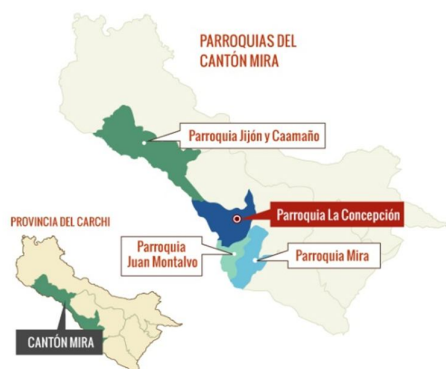 PARROQUIAS DEL
CANTÓN MIRA
Parroquia Jijón y Caamaño
Parroquia La Concepción
PROVINCIA DEL CARCHI
Parroquia
Juan Montalvo
Parroquia Mira
CANTÓN MIRA